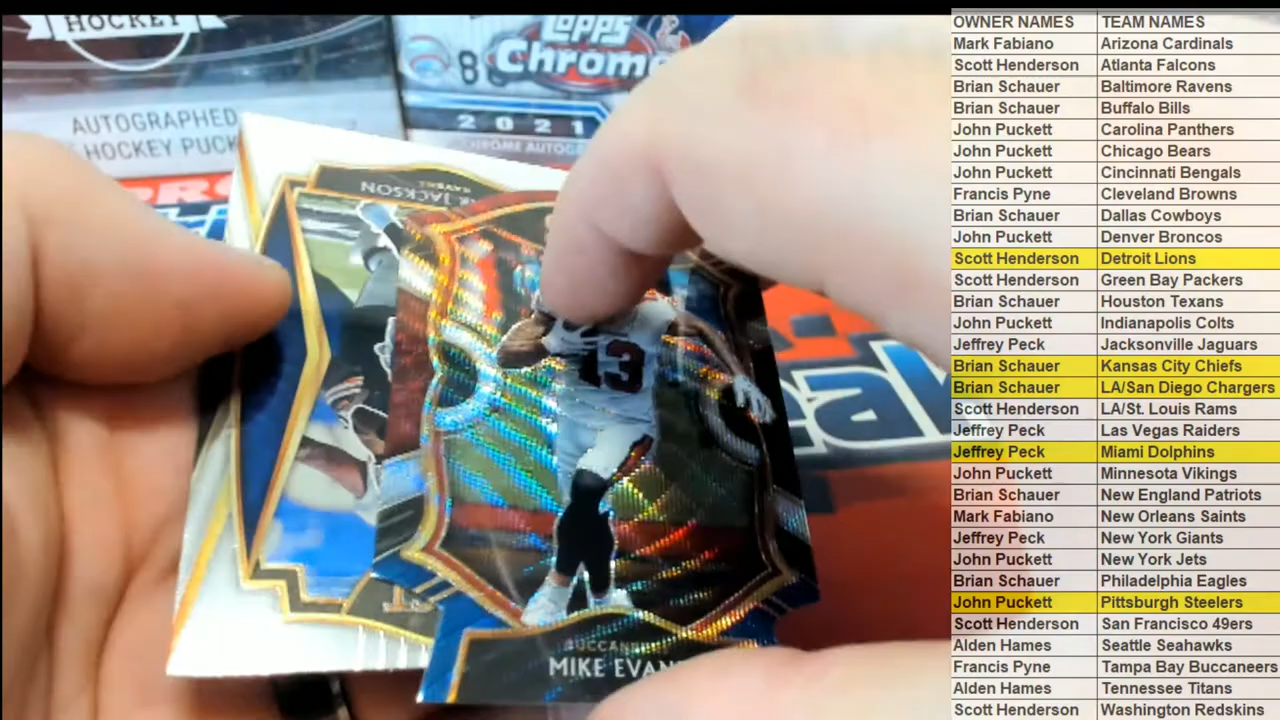 HOCKEY
AUTOGRAPHED
HOCKEY PUCK
TOPPS
Chrome
2021
CHROME AUTOG
JACKSON
RAVENS
13
BUCCANE
MIKE EVAN
OWNER NAMES TEAM NAMES
Mark Fabiano Arizona Cardinals
Scott Henderson Atlanta Falcons
Brian Schauer Baltimore Ravens
Brian Schauer Buffalo Bills
John Puckett Carolina Panthers
John Puckett Chicago Bears
John Puckett Cincinnati Bengals
Francis Pyne Cleveland Browns
Brian Schauer Dallas Cowboys
John Puckett Denver Broncos
Scott Henderson Detroit Lions
Scott Henderson Green Bay Packers
Brian Schauer Houston Texans
John Puckett Indianapolis Colts
Jeffrey Peck Jacksonville Jaguars
Brian Schauer Kansas City Chiefs
Brian Schauer LA/San Diego Chargers
Scott Henderson LA/St. Louis Rams
Jeffrey Peck Las Vegas Raiders
Jeffrey Peck Miami Dolphins
John Puckett Minnesota Vikings
Brian Schauer New England Patriots
Mark Fabiano New Orleans Saints
Jeffrey Peck New York Giants
John Puckett New York Jets
Brian Schauer Philadelphia Eagles
John Puckett Pittsburgh Steelers
Scott Henderson San Francisco 49ers
Alden Hames Seattle Seahawks
Francis Pyne Tampa Bay Buccaneers
Alden Hames Tennessee Titans
Scott Henderson Washington Redskins